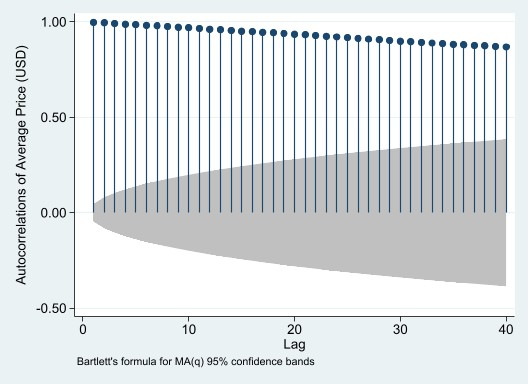 Autocorrelations of Average Price (USD)
1.00
0.50
0.00
-0.50
0 10 20 30 40
Lag
Bartlett's formula for MA(q) 95% confidence bands